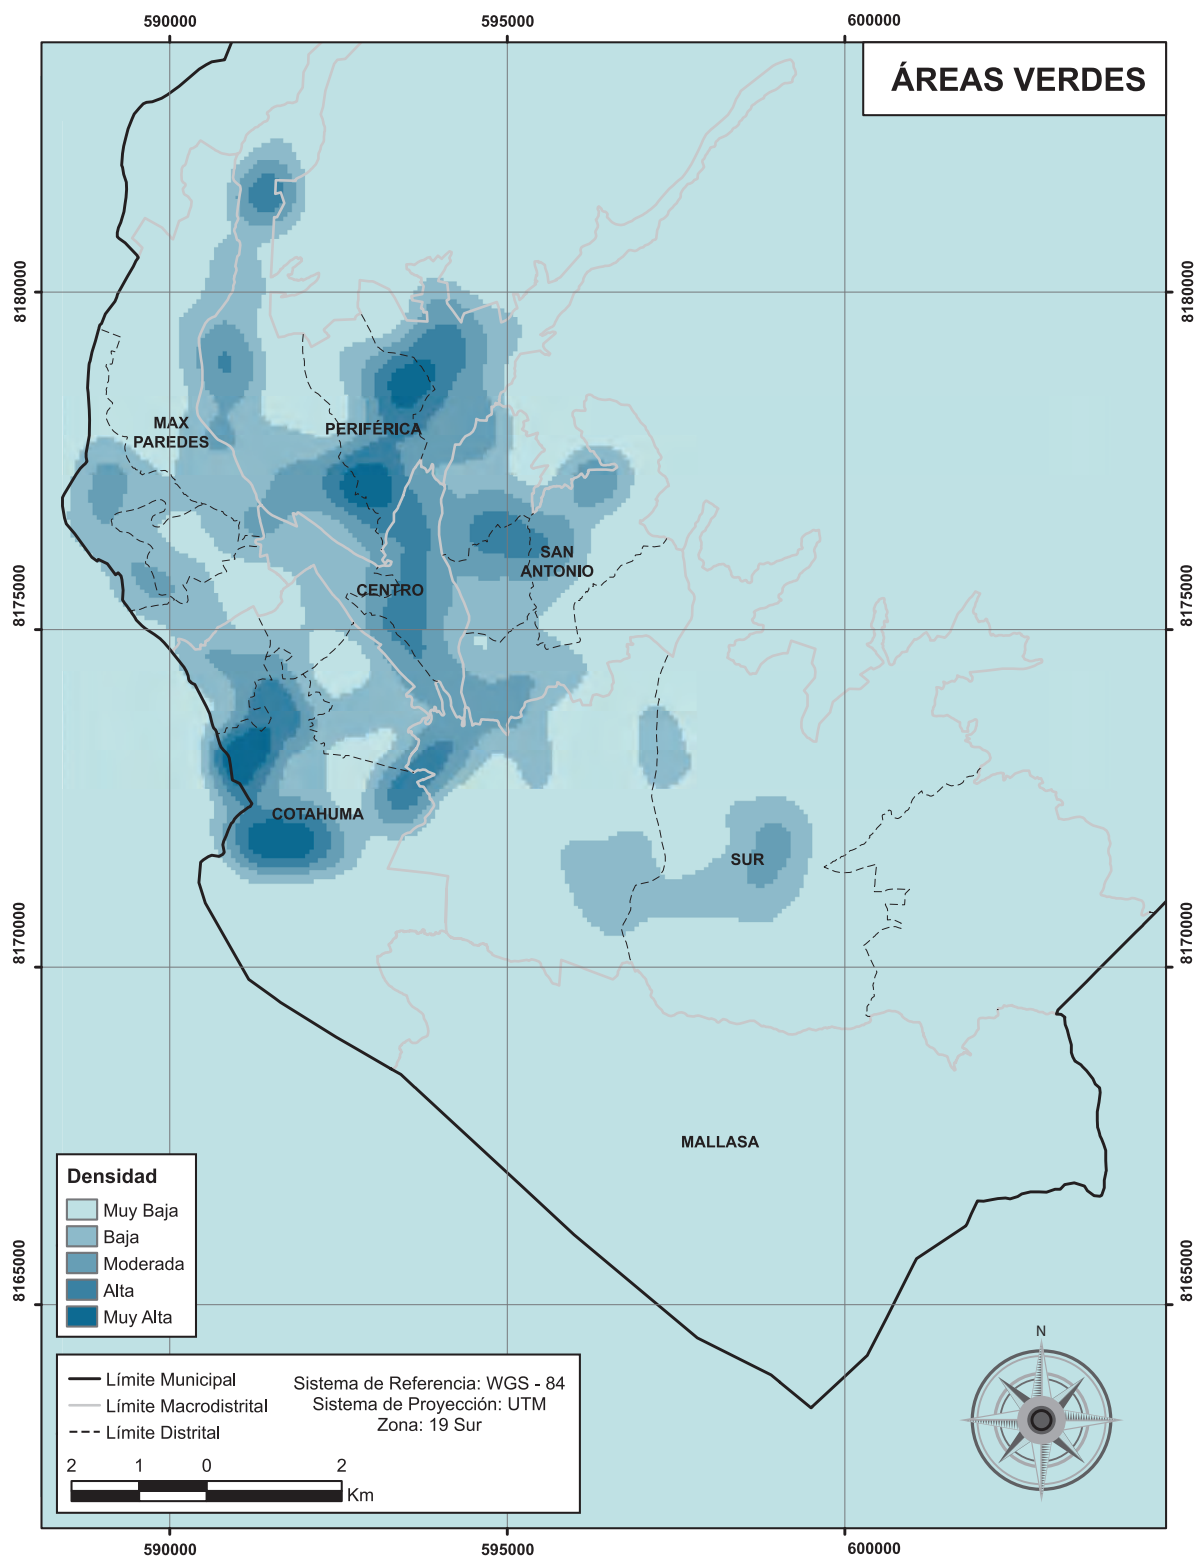 590000
595000
600000
ÁREAS VERDES
8180000
8180000
MAX
PAREDES
PERIFÉRICA
SAN
ANTONIO
CENTRO
8175000
8175000
COTAHUMA
SUR
8170000
8170000
MALLASA
Densidad
Muy Baja
Baja
Moderada
Alta
Muy Alta
8165000
8165000
N
Límite Municipal
Límite Macrodistrital
Límite Distrital
Sistema de Referencia: WGS - 84
Sistema de Proyección: UTM
Zona: 19 Sur
2 1 0 2
Km
590000
595000
600000